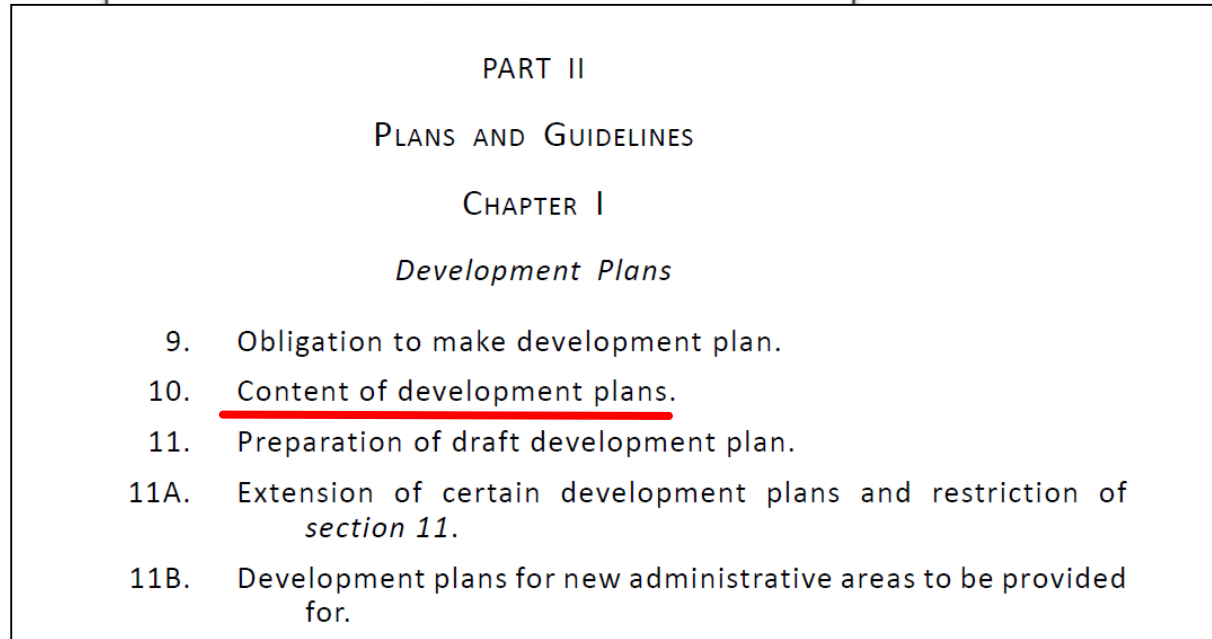 PART II
PLANS AND GUIDELINES
CHAPTER I
Development Plans
9. Obligation to make development plan.
10. Content of development plans.
11. Preparation of draft development plan.
11A. Extension of certain development plans and restriction of
section 11.
11B. Development plans for new administrative areas to be provided
for.